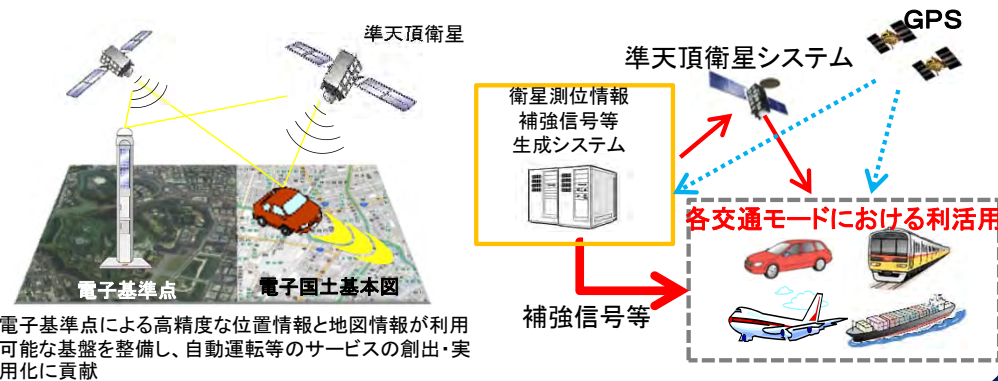 準天頂衛星
電子基準点
電子国土基本図
電子基準点による高精度な位置情報と地図情報が利用
可能な基盤を整備し、自動運転等のサービスの創出・実
用化に貢献
GPS
準天頂衛星システム
衛星測位情報
補強信号等
生成システム
各交通モードにおける利活用
補強信号等